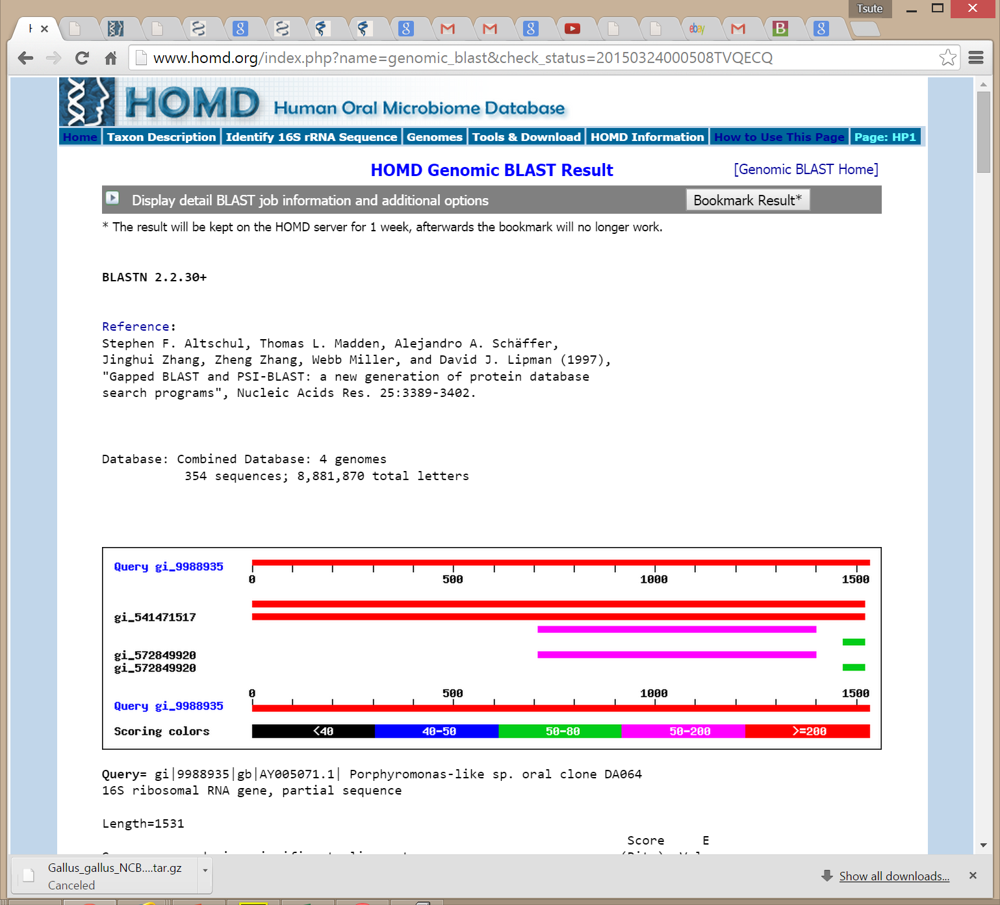 Tsute
www.homd.org/index.php?name=genomic_blast&check_status=20150324000508TVQECQ
HOMD Human Oral Microbiome Database
Home Taxon Description Identify 16S rRNA Sequence Genomes Tools & Download HOMD Information How to Use This Page Page: HP1
HOMD Genomic BLAST Result [Genomic BLAST Home]
Display detail BLAST job information and additional options Bookmark Result*
* The result will be kept on the HOMD server for 1 week, afterwards the bookmark will no longer work.
BLASTN 2.2.30+
Reference:
Stephen F. Altschul, Thomas L. Madden, Alejandro A. Schäffer,
Jinghui Zhang, Zheng Zhang, Webb Miller, and David J. Lipman (1997),
"Gapped BLAST and PSI-BLAST: a new generation of protein database
search programs", Nucleic Acids Res. 25:3389-3402.
Database: Combined Database: 4 genomes
354 sequences; 8,881,870 total letters
Query gi_9988935
0 500 1000 1500
gi_541471517
gi_572849920
gi_572849920
0 500 1000 1500
Query gi_9988935
Scoring colors <40 40-50 50-80 50-200 >=200
Query= gi|9988935|gb|AY005071.1| Porphyromonas-like sp. oral clone DA064
16S ribosomal RNA gene, partial sequence
Length=1531
Score E
Gallus_gallus_NCB....tar.gz
Canceled
Show all downloads...